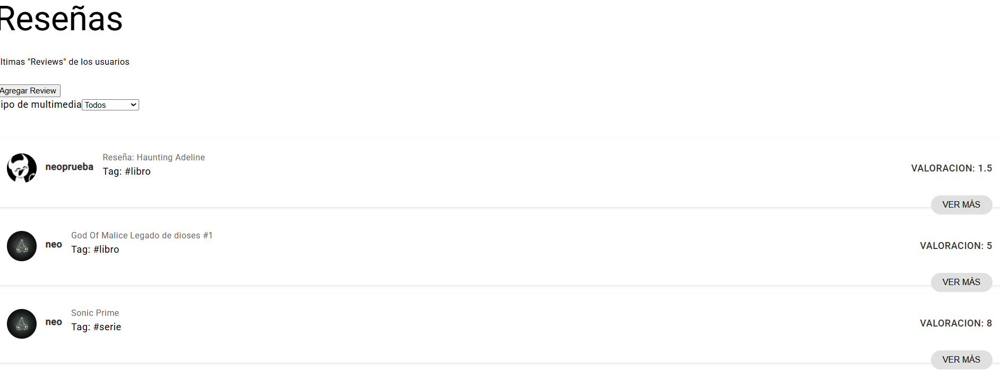 Reseñas
ltimas "Reviews" de los usuarios
Agregar Review
ipo de multimedia Todos
neoprueba
Reseña: Haunting Adeline
Tag: #libro
VALORACION: 1.5
VER MÁS
neo
God Of Malice Legado de dioses #1
Tag: #libro
VALORACION: 5
VER MÁS
neo
Sonic Prime
Tag: #serie
VALORACION: 8
VER MÁS